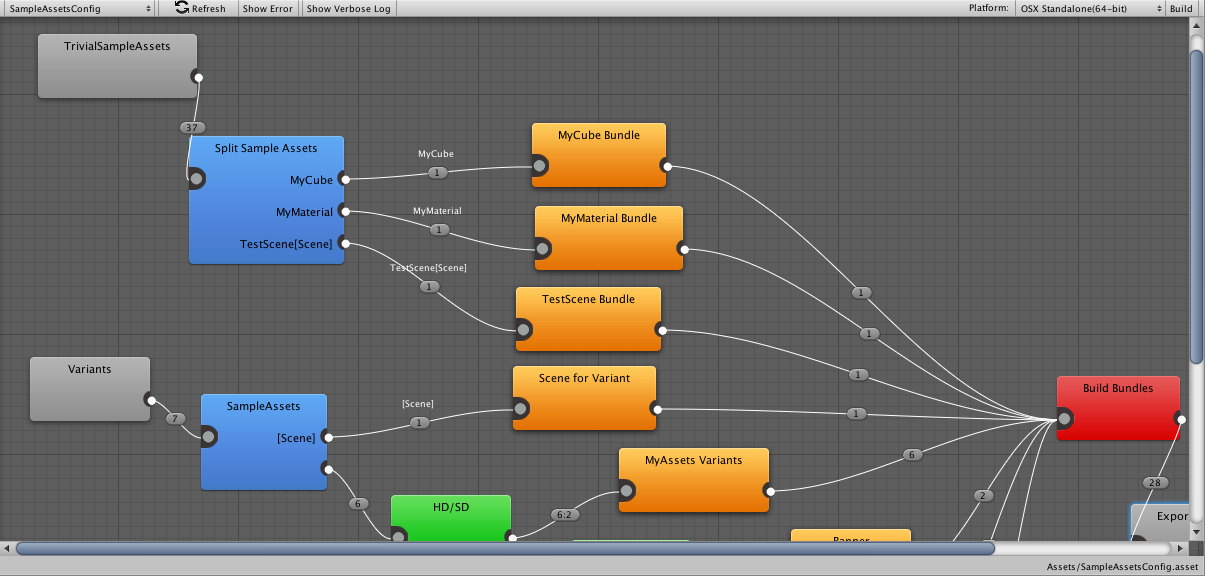 SampleAssetsConfig Refresh Show Error Show Verbose Log Platform: OSX Standalone(64-bit) Build
TrivialSampleAssets
37
Split Sample Assets
MyCube
MyMaterial
TestScene[Scene]
MyCube
1
MyMaterial
1
TestScene[Scene]
1
MyCube Bundle
MyMaterial Bundle
TestScene Bundle
1
1
1
Variants
7
SampleAssets
[Scene]
[Scene]
1
Scene for Variant
1
6
HD/SD
6:2
MyAssets Variants
6
2
Build Bundles
28
Expor
Banner
Assets/SampleAssetsConfig.asset